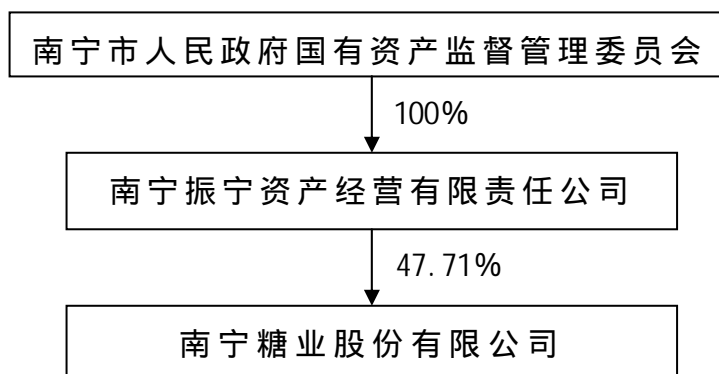 南宁市人民政府国有资产监督管理委员会
100%
南宁振宁资产经营有限责任公司
47.71%
南宁糖业股份有限公司